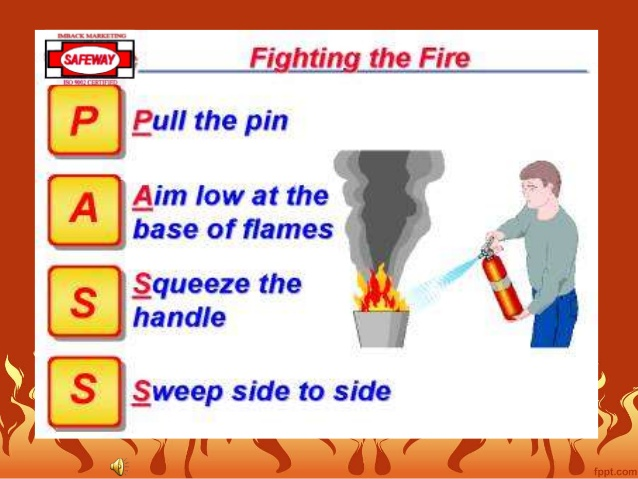 IMBACK MARKETING
SAFEWAY
ISO 9002 CERTIFIED
Fighting the Fire
P
Pull the pin
A
Aim low at the
base of flames
S
Squeeze the
handle
S
Sweep side to side
fppt.com